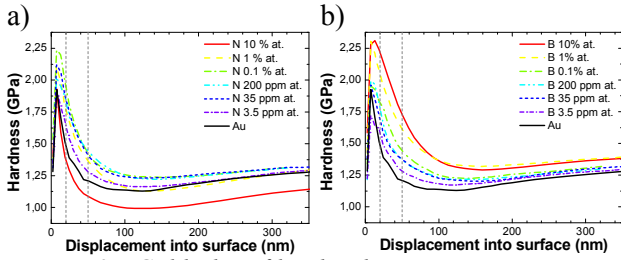 a)
Hardness (GPa)
2,25
2,00
1,75
1,50
1,25
1,00
N 10 % at.
N 1 % at.
N 0.1 % at.
N 200 ppm at.
N 35 ppm at.
N 3.5 ppm at.
Au
0
100
200
300
Displacement into surface (nm)
b)
Hardness (GPa)
2,25
2,00
1,75
1,50
1,25
1,00
B 10% at.
B 1% at.
B 0.1% at.
B 200 ppm at.
B 35 ppm at.
B 3.5 ppm at.
Au
0
100
200
300
Displacement into surface (nm)